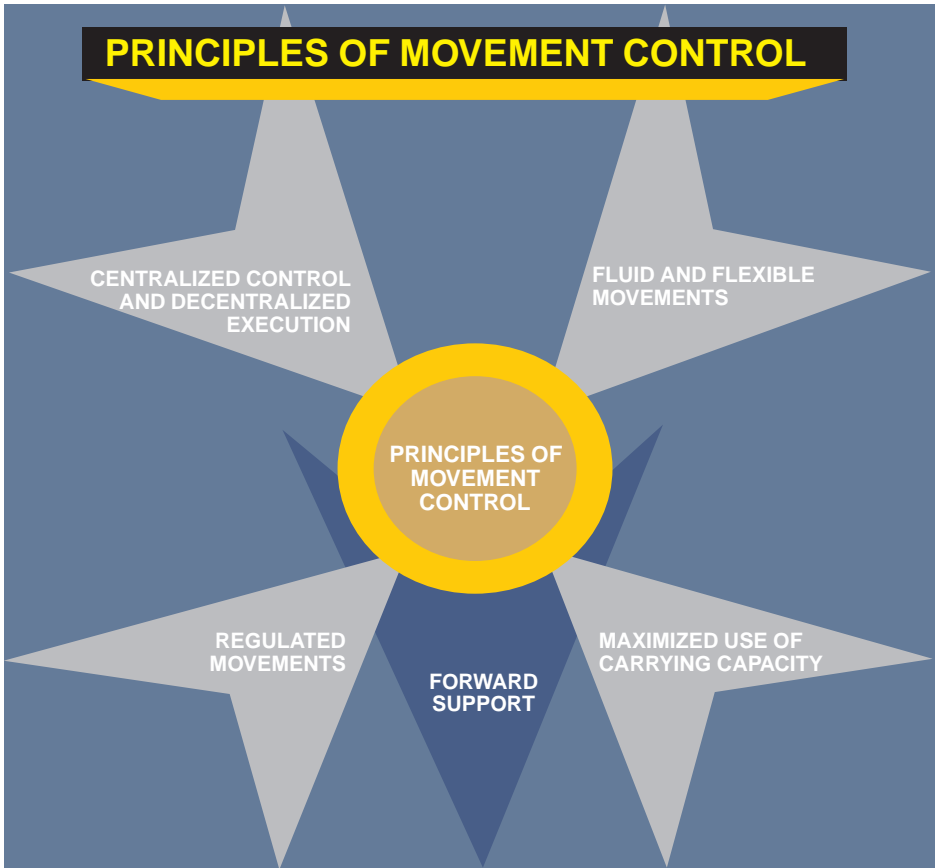 PRINCIPLES OF MOVEMENT CONTROL
CENTRALIZED CONTROL
AND DECENTRALIZED
EXECUTION
FLUID AND FLEXIBLE
MOVEMENTS
PRINCIPLES OF
MOVEMENT
CONTROL
REGULATED
MOVEMENTS
FORWARD
SUPPORT
MAXIMIZED USE OF
CARRYING CAPACITY